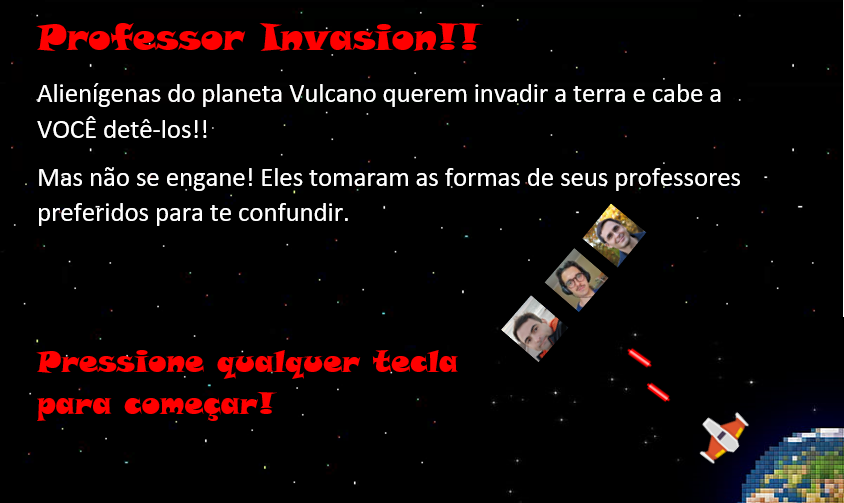 Professor Invasion!!
Alienígenas do planeta Vulcano querem invadir a terra e cabe a
VOCÊ detê-los!!
Mas não se engane! Eles tomaram as formas de seus professores
preferidos para te confundir.
Pressione qualquer tecla
para começar!